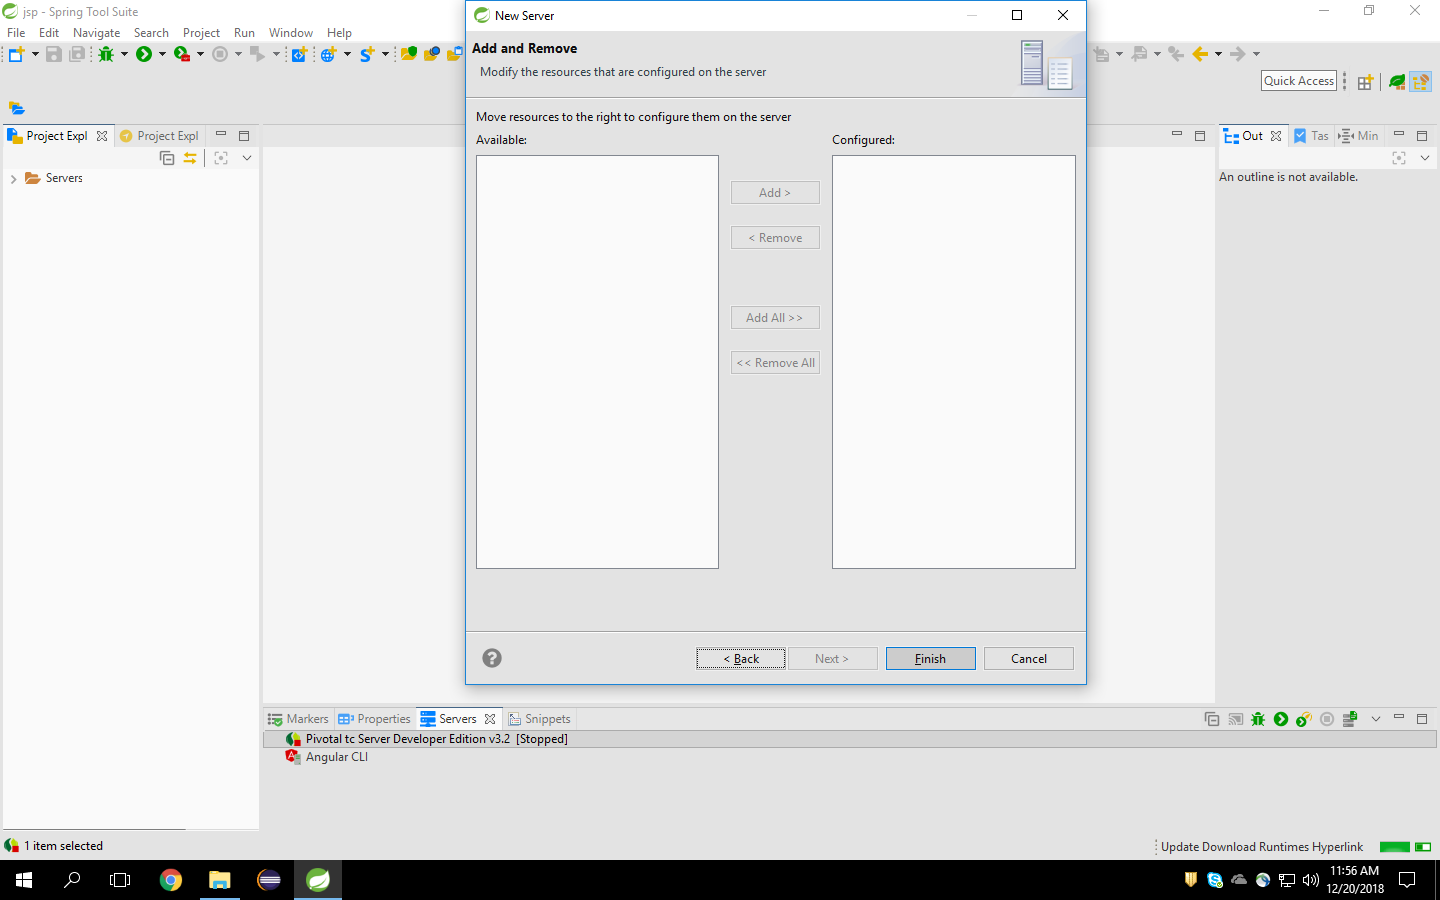 jsp - Spring Tool Suite
File Edit Navigate Search Project Run Window Help
Quick Access
Project Expl
Project Expl
Servers
New Server
Add and Remove
Modify the resources that are configured on the server
Move resources to the right to configure them on the server
Available:
Configured:
Add >
< Remove
Add All >>
<< Remove All
< Back
Next >
Finish
Cancel
Out
Tas
Min
An outline is not available.
Markers
Properties
Servers
Snippets
Pivotal tc Server Developer Edition v3.2 [Stopped]
Angular CLI
1 item selected
Update Download Runtimes Hyperlink
11:56 AM
12/20/2018